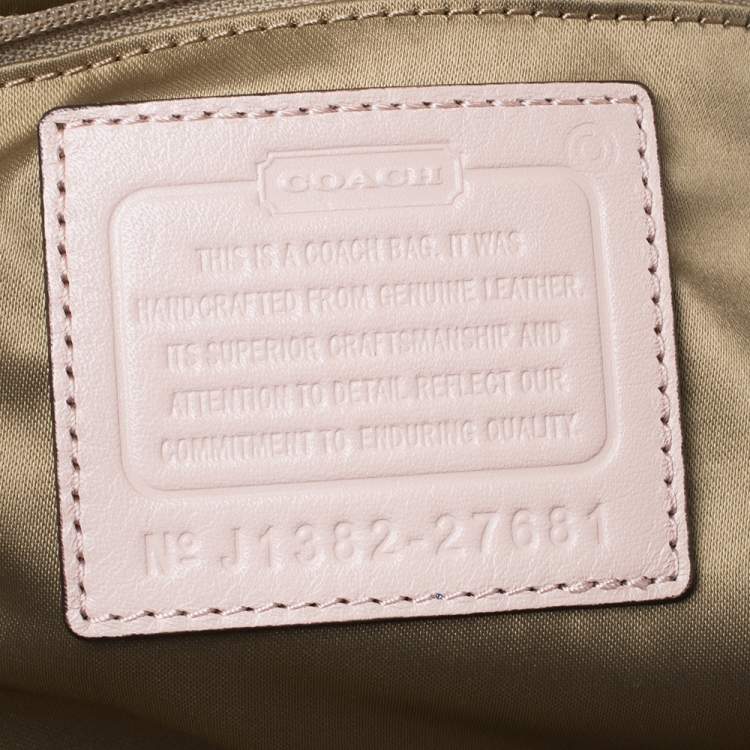 COACH
THIS IS A COACH BAG. IT WAS
HANDCRAFTED FROM GENUINE LEATHER.
ITS SUPERIOR CRAFTSMANSHIP AND
ATTENTION TO DETAIL REFLECT OUR
COMMITMENT TO ENDURING QUALITY.
Nº J1382-27681